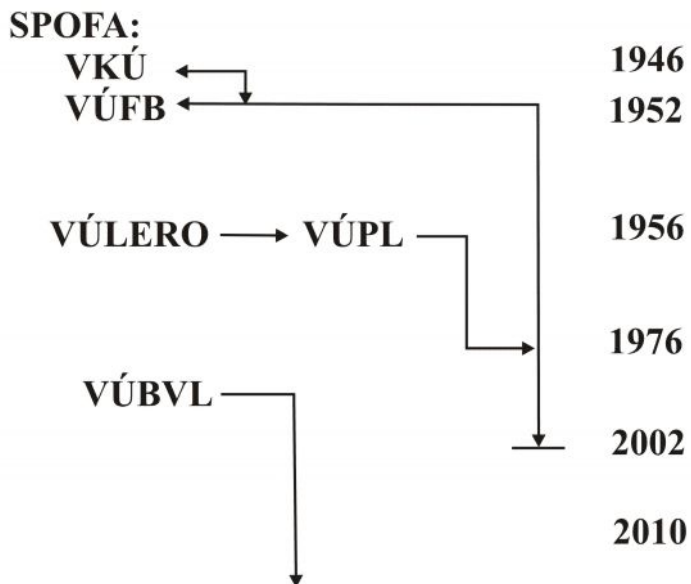 SPOFA:
VKÚ 1946
VÚFB 1952
VÚLERO VÚPL 1956
1976
VÚBVL
2002
2010